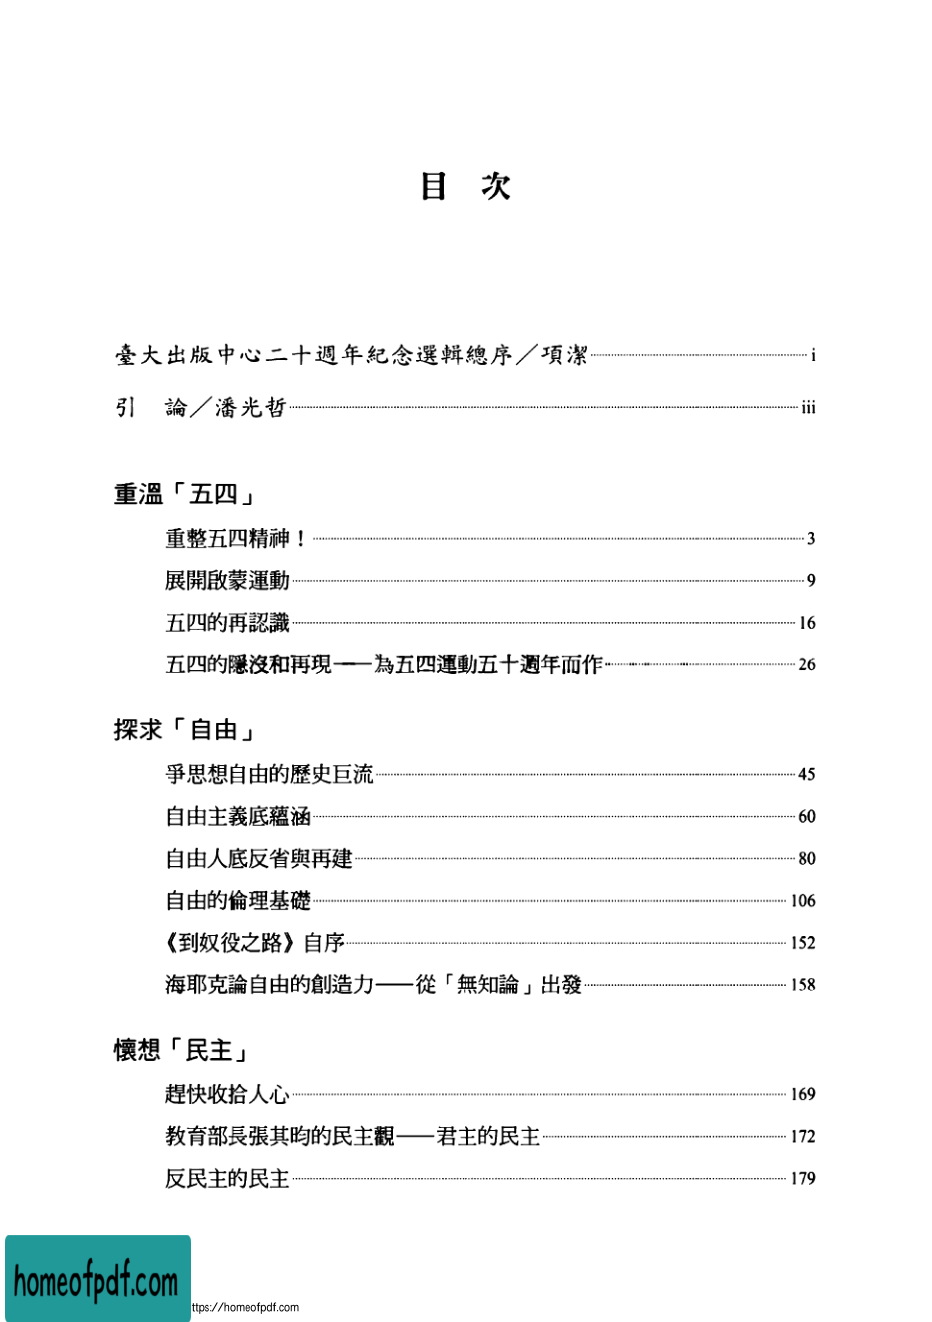 目 次
臺大出版中心二十週年紀念選輯總序／項潔 i
引 論／潘光哲 iii
重溫「五四」
重整五四精神！ 3
展開啟蒙運動 9
五四的再認識 16
五四的隱沒和再現——為五四運動五十週年而作 26
探求「自由」
爭思想自由的歷史巨流 45
自由主義底蘊涵 60
自由人底反省與再建 80
自由的倫理基礎 106
《到奴役之路》自序 152
海耶克論自由的創造力——從「無知論」出發 158
懷想「民主」
趕快收拾人心 169
教育部長張其昀的民主觀——君主的民主 172
反民主的民主 179
homeofpdf.com
ttps://homeofpdf.com